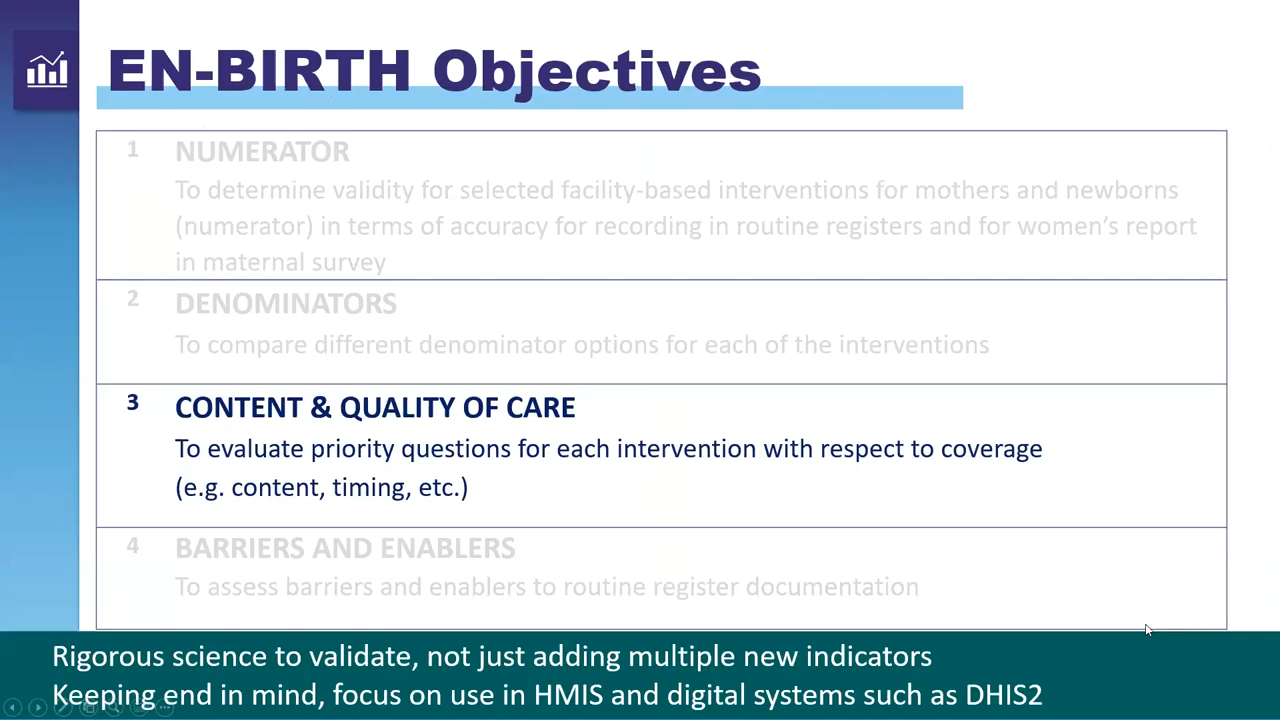 EN-BIRTH Objectives
1 NUMERATOR
To determine validity for selected facility-based interventions for mothers and newborns
(numerator) in terms of accuracy for recording in routine registers and for women's report
in maternal survey
2 DENOMINATORS
To compare different denominator options for each of the interventions
3 CONTENT & QUALITY OF CARE
To evaluate priority questions for each intervention with respect to coverage
(e.g. content, timing, etc.)
4 BARRIERS AND ENABLERS
To assess barriers and enablers to routine register documentation
Rigorous science to validate, not just adding multiple new indicators
Keeping end in mind, focus on use in HMIS and digital systems such as DHIS2